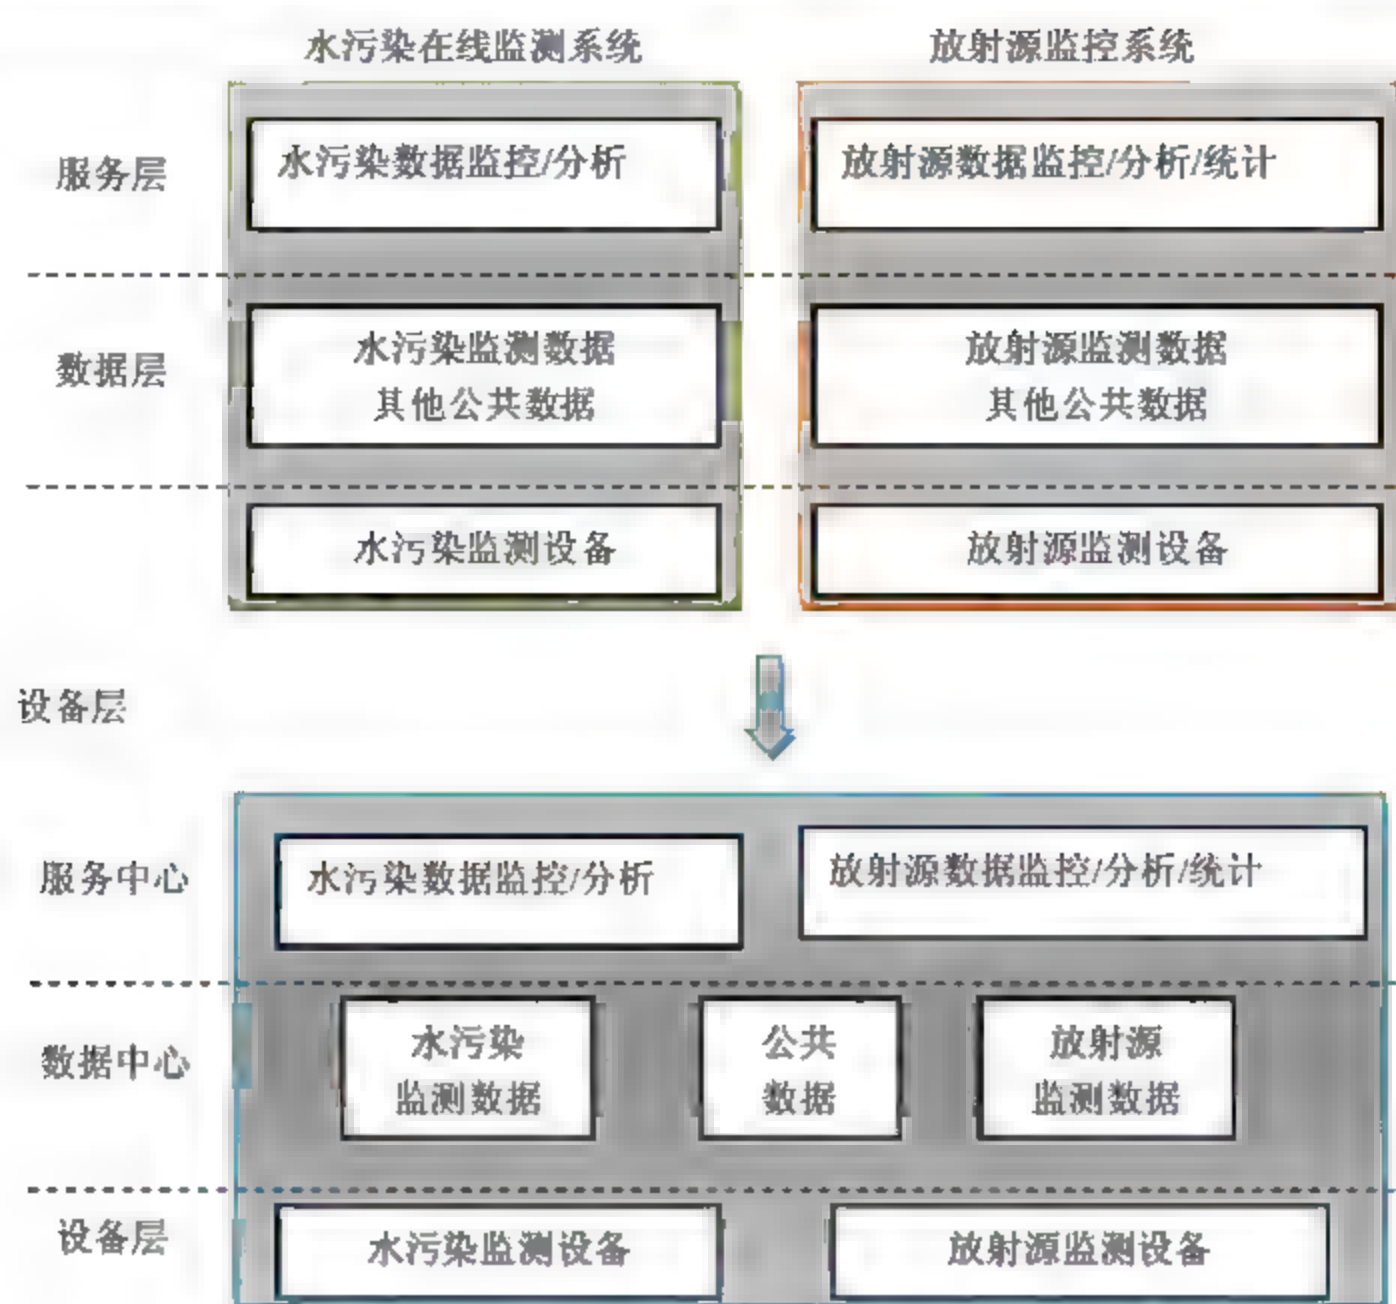 水污染在线监测系统
放射源监控系统
服务层
水污染数据监控/分析
放射源数据监控/分析/统计
数据层
水污染监测数据
其他公共数据
放射源监测数据
其他公共数据
水污染监测设备
放射源监测设备
设备层
服务中心
水污染数据监控/分析
放射源数据监控/分析/统计
数据中心
水污染
监测数据
公共
数据
放射源
监测数据
设备层
水污染监测设备
放射源监测设备